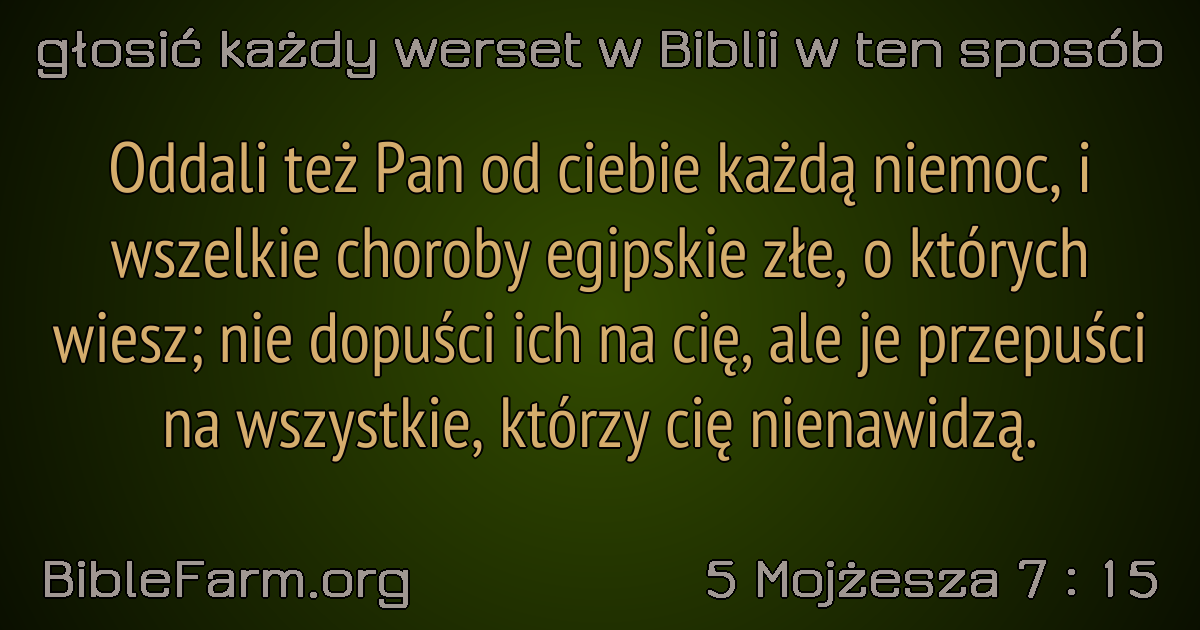 głosić każdy werset w Biblii w ten sposób
Oddali też Pan od ciebie każdą niemoc, i
wszelkie choroby egipskie złe, o których
wiesz; nie dopuści ich na cię, ale je przepuści
na wszystkie, którzy cię nienawidzą.
BibleFarm.org
5 Mojżesza 7 : 15